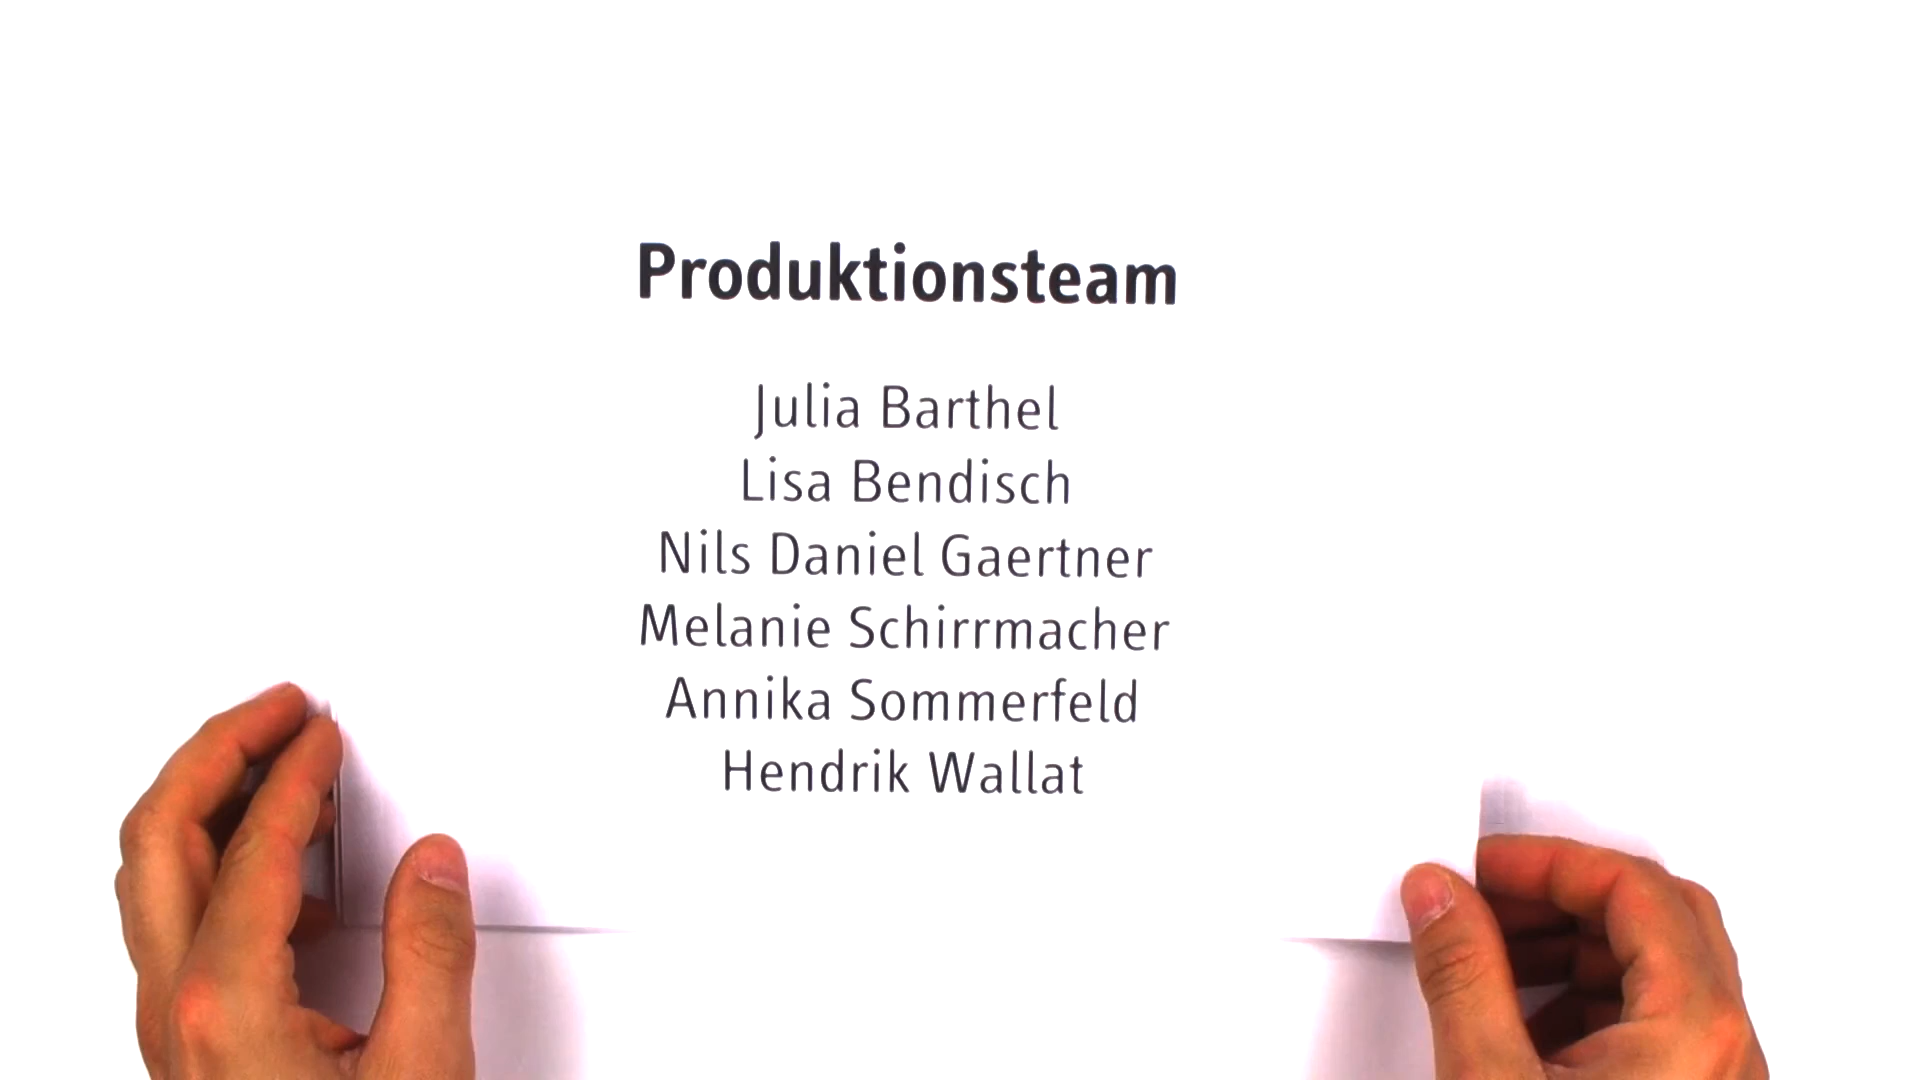 Produktionsteam
Julia Barthel
Lisa Bendisch
Nils Daniel Gaertner
Melanie Schirrmacher
Annika Sommerfeld
Hendrik Wallat